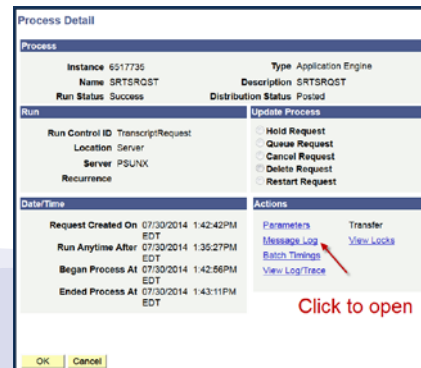 Process Detail
Process
Instance 6517735 Type Application Engine
Name SRTSRQST Description SRTSRQST
Run Status Success Distribution Status Posted
Run Update Process
Run Control ID TranscriptRequest
Location Server
Server PSUNX
Recurrence
Hold Request
Queue Request
Cancel Request
Delete Request
Restart Request
Date/Time Actions
Request Created On 07/30/2014 1:42:42PM
EDT
Run Anytime After 07/30/2014 1:35:27PM
EDT
Began Process At 07/30/2014 1:42:56PM
EDT
Ended Process At 07/30/2014 1:43:11PM
EDT
Parameters Transfer
Message Log View Locks
Batch Timings
View Log/Trace
Click to open
OK Cancel